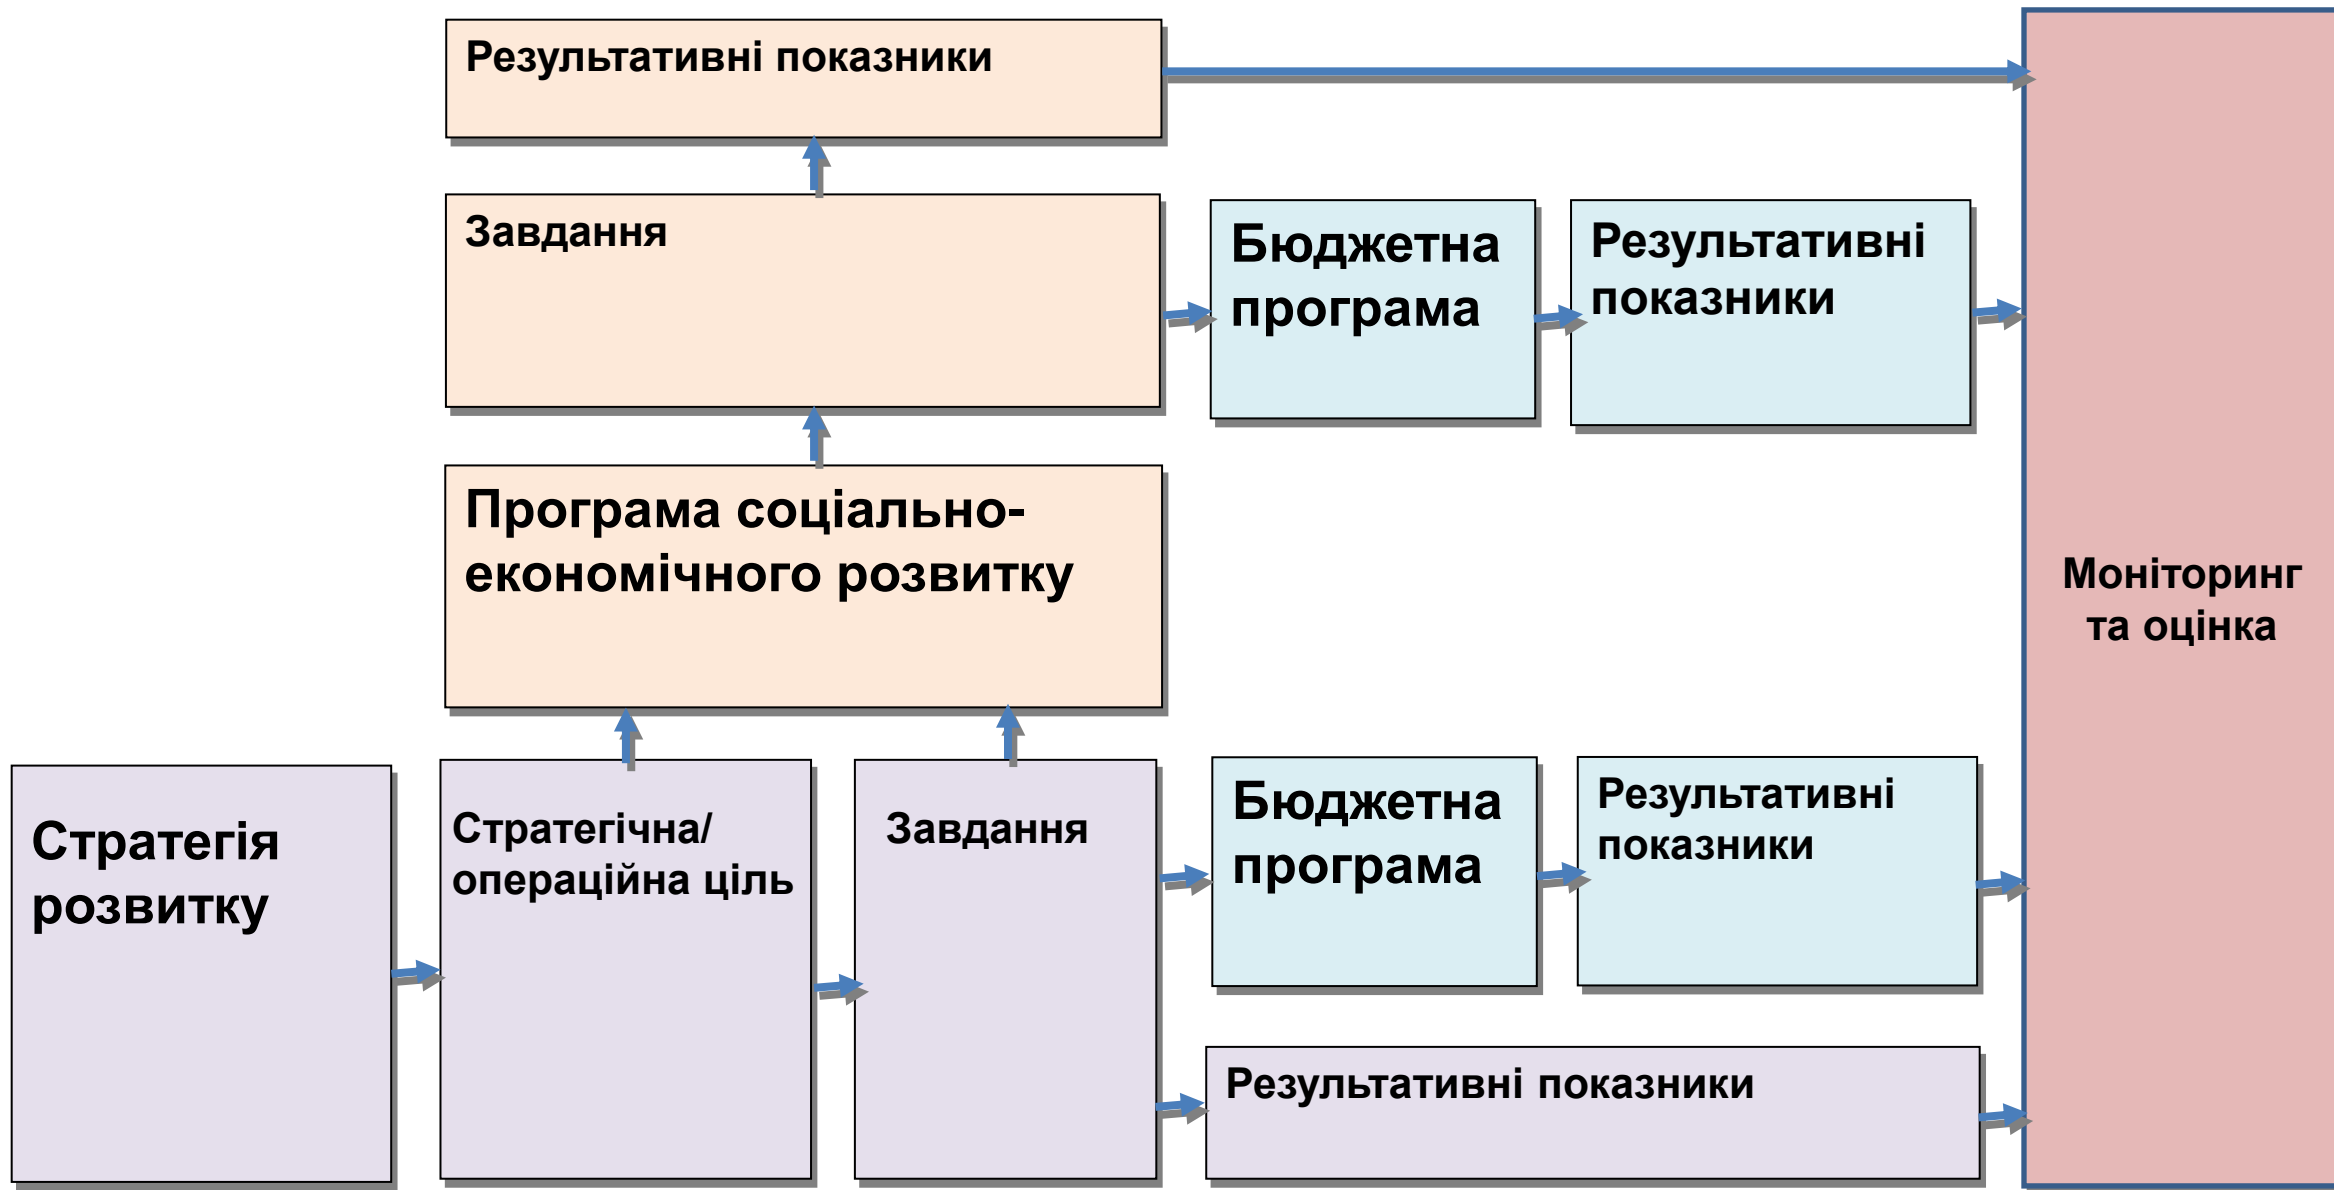 Результативні показники
Завдання
Бюджетна
програма
Результативні
показники
Програма соціально-
економічного розвитку
Моніторинг
та оцінка
Стратегія
розвитку
Стратегічна/
операційна ціль
Завдання
Бюджетна
програма
Результативні
показники
Результативні показники